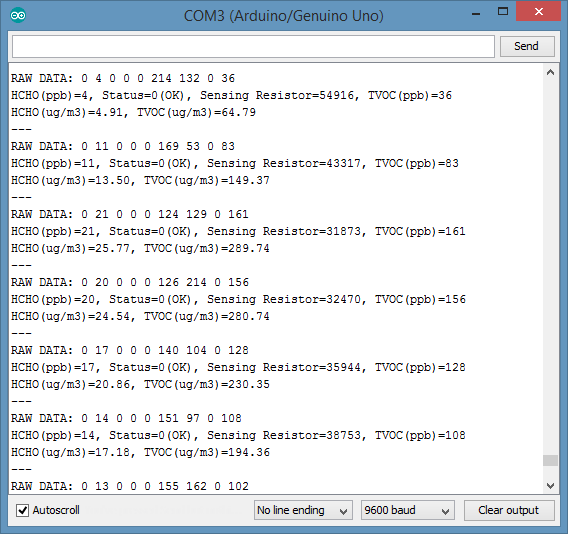 COM3 (Arduino/Genuino Uno)
Send
RAW DATA: 0 4 0 0 0 214 132 0 36
HCHO(ppb)=4, Status=0(OK), Sensing Resistor=54916, TVOC(ppb)=36
HCHO(ug/m3)=4.91, TVOC(ug/m3)=64.79
---
RAW DATA: 0 11 0 0 0 169 53 0 83
HCHO(ppb)=11, Status=0(OK), Sensing Resistor=43317, TVOC(ppb)=83
HCHO(ug/m3)=13.50, TVOC(ug/m3)=149.37
---
RAW DATA: 0 21 0 0 0 124 129 0 161
HCHO(ppb)=21, Status=0(OK), Sensing Resistor=31873, TVOC(ppb)=161
HCHO(ug/m3)=25.77, TVOC(ug/m3)=289.74
---
RAW DATA: 0 20 0 0 0 126 214 0 156
HCHO(ppb)=20, Status=0(OK), Sensing Resistor=32470, TVOC(ppb)=156
HCHO(ug/m3)=24.54, TVOC(ug/m3)=280.74
---
RAW DATA: 0 17 0 0 0 140 104 0 128
HCHO(ppb)=17, Status=0(OK), Sensing Resistor=35944, TVOC(ppb)=128
HCHO(ug/m3)=20.86, TVOC(ug/m3)=230.35
---
RAW DATA: 0 14 0 0 0 151 97 0 108
HCHO(ppb)=14, Status=0(OK), Sensing Resistor=38753, TVOC(ppb)=108
HCHO(ug/m3)=17.18, TVOC(ug/m3)=194.36
---
RAW DATA: 0 13 0 0 0 155 162 0 102
Autoscroll
No line ending
9600 baud
Clear output